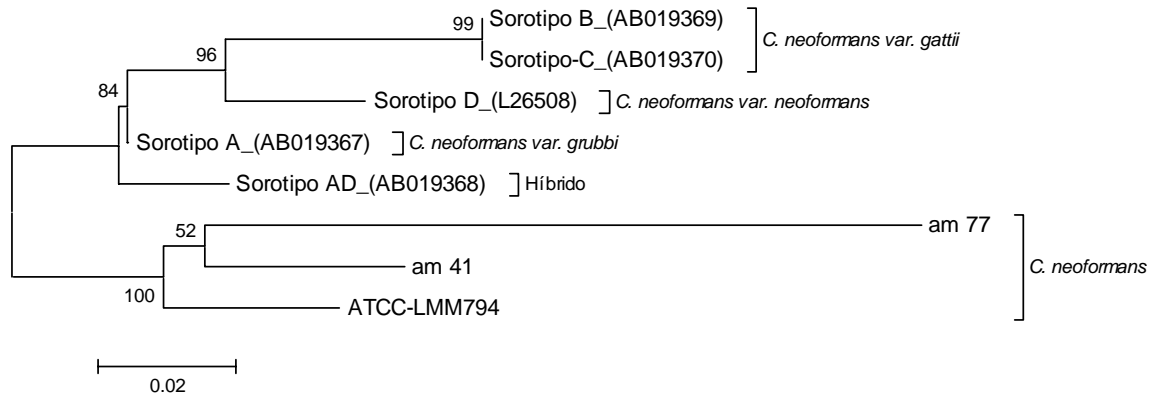 99 Sorotipo B_(AB019369)
C. neoformans var. gattii
96 Sorotipo-C_(AB019370)
84 Sorotipo D_(L26508) C. neoformans var. neoformans
Sorotipo A_(AB019367) C. neoformans var. grubbi
Sorotipo AD_(AB019368) Híbrido
52 am 77
am 41 C. neoformans
100 ATCC-LMM794
0.02